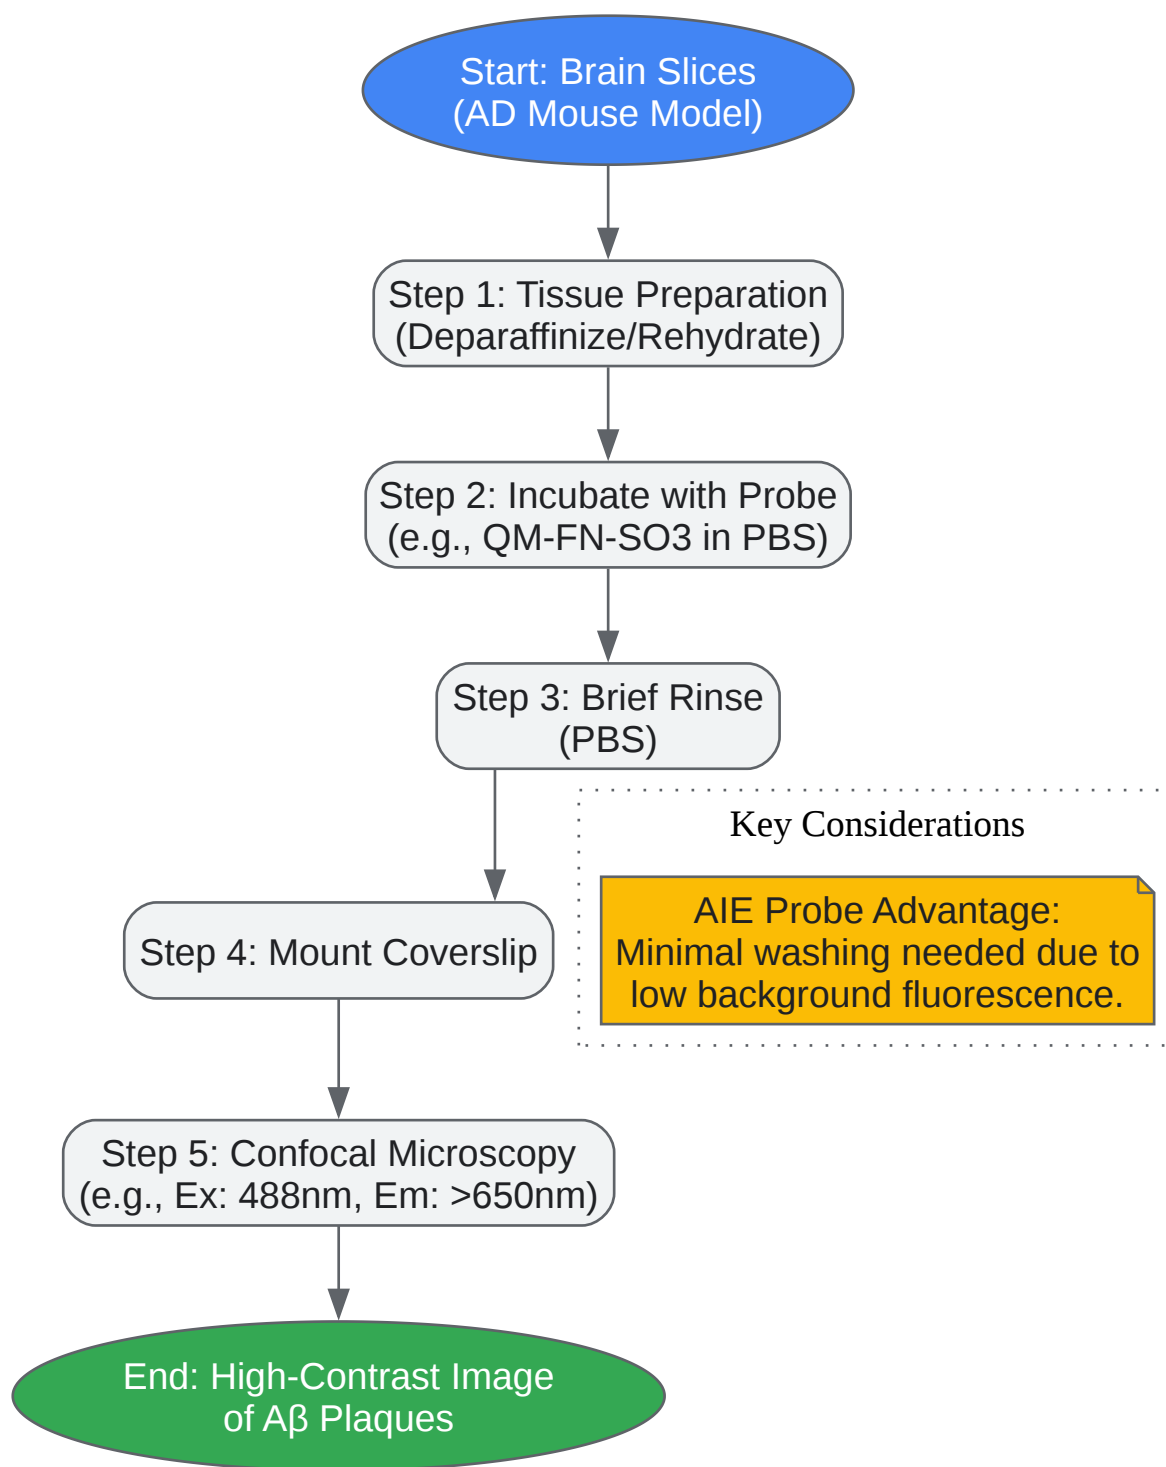 Start: Brain Slices
(AD Mouse Model)
Step 1: Tissue Preparation
(Deparaffinize/Rehydrate)
Step 2: Incubate with Probe
(e.g., QM-FN-SO3 in PBS)
Step 3: Brief Rinse
(PBS)
Key Considerations
AIE Probe Advantage:
Minimal washing needed due to
low background fluorescence.
Step 4: Mount Coverslip
Step 5: Confocal Microscopy
(e.g., Ex: 488nm, Em: >650nm)
End: High-Contrast Image
of Aβ Plaques